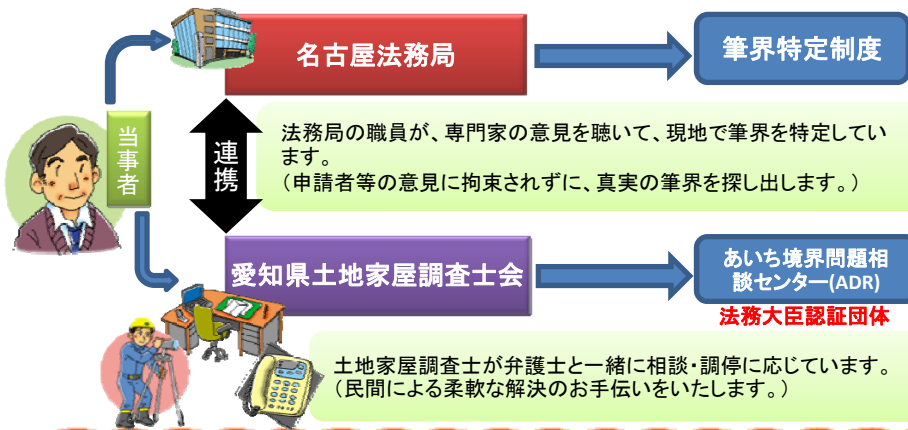 名古屋法務局
筆界特定制度
当事者
連携
法務局の職員が、専門家の意見を聴いて、現地で筆界を特定してい
ます。
(申請者等の意見に拘束されずに、真実の筆界を探し出します。)
愛知県土地家屋調査士会
あいち境界問題相
談センター(ADR)
法務大臣認証団体
土地家屋調査士が弁護士と一緒に相談・調停に応じています。
(民間による柔軟な解決のお手伝いをいたします。)